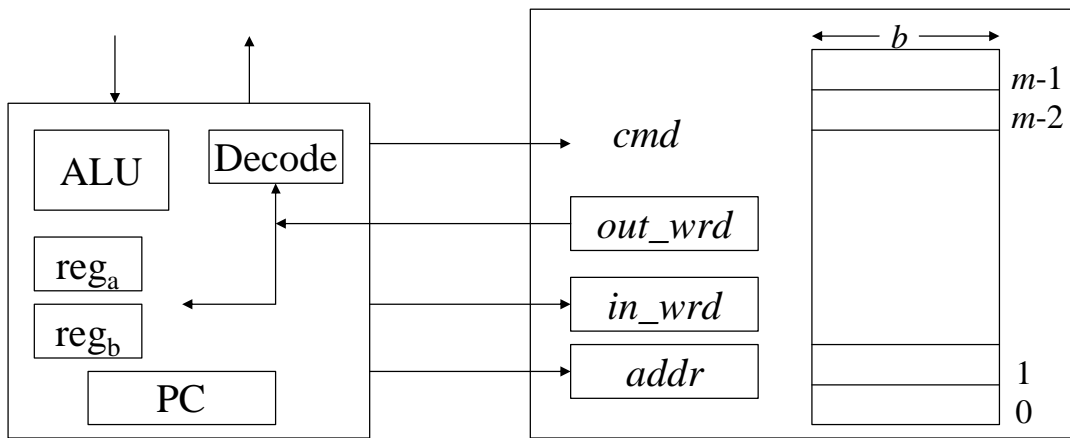 b
m-1
m-2
cmd
ALU
Decode
out_wrd
reg_a
in_wrd
reg_b
addr
1
PC
0